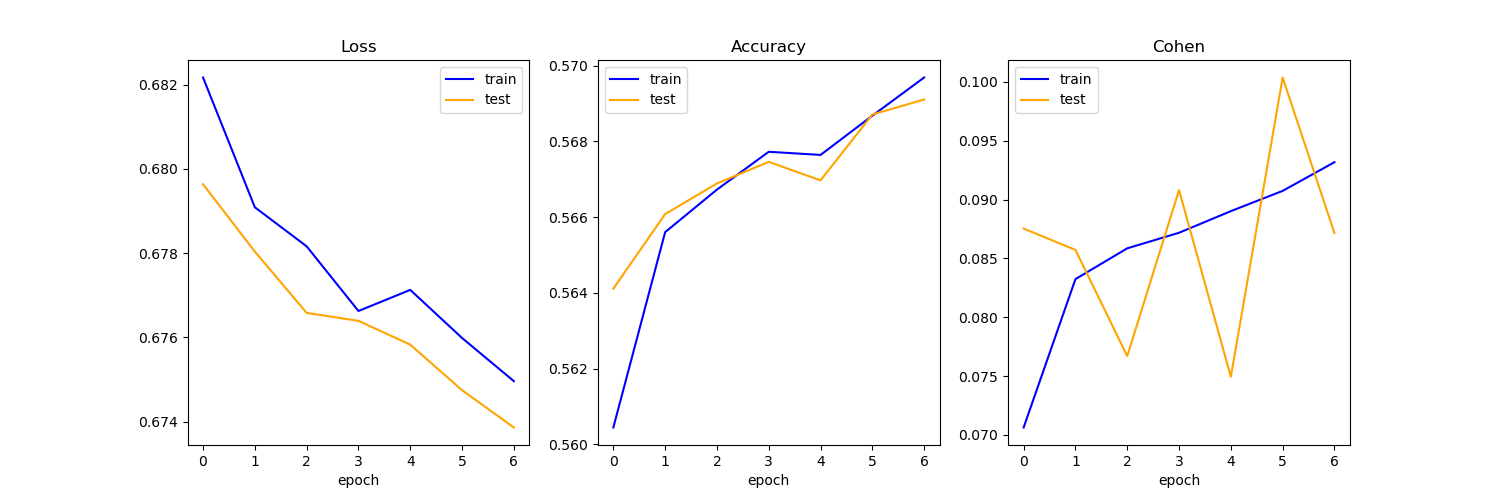 Loss
0.682
0.680
0.678
0.676
0.674
0 1 2 3 4 5 6
epoch
train
test
Accuracy
0.570
0.568
0.566
0.564
0.562
0.560
0 1 2 3 4 5 6
epoch
train
test
Cohen
0.100
0.095
0.090
0.085
0.080
0.075
0.070
0 1 2 3 4 5 6
epoch
train
test